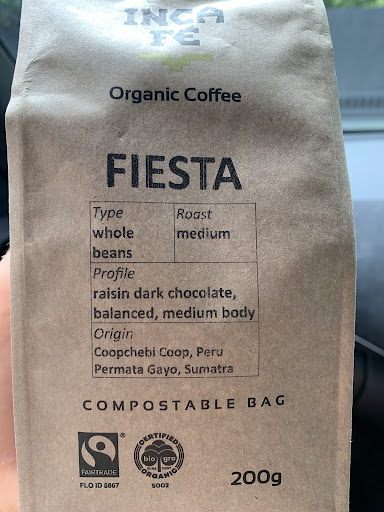 INCA
FE
Organic Coffee
FIESTA
Type
whole
beans
Roast
medium
Profile
raisin dark chocolate,
balanced, medium body
Origin
Coopchebi Coop, Peru
Permata Gayo, Sumatra
COMPOSTABLE BAG
FAIRTRADE
®
FLO ID 5867
CERTIFIED
bio gro
ORGANIC
5002
200g